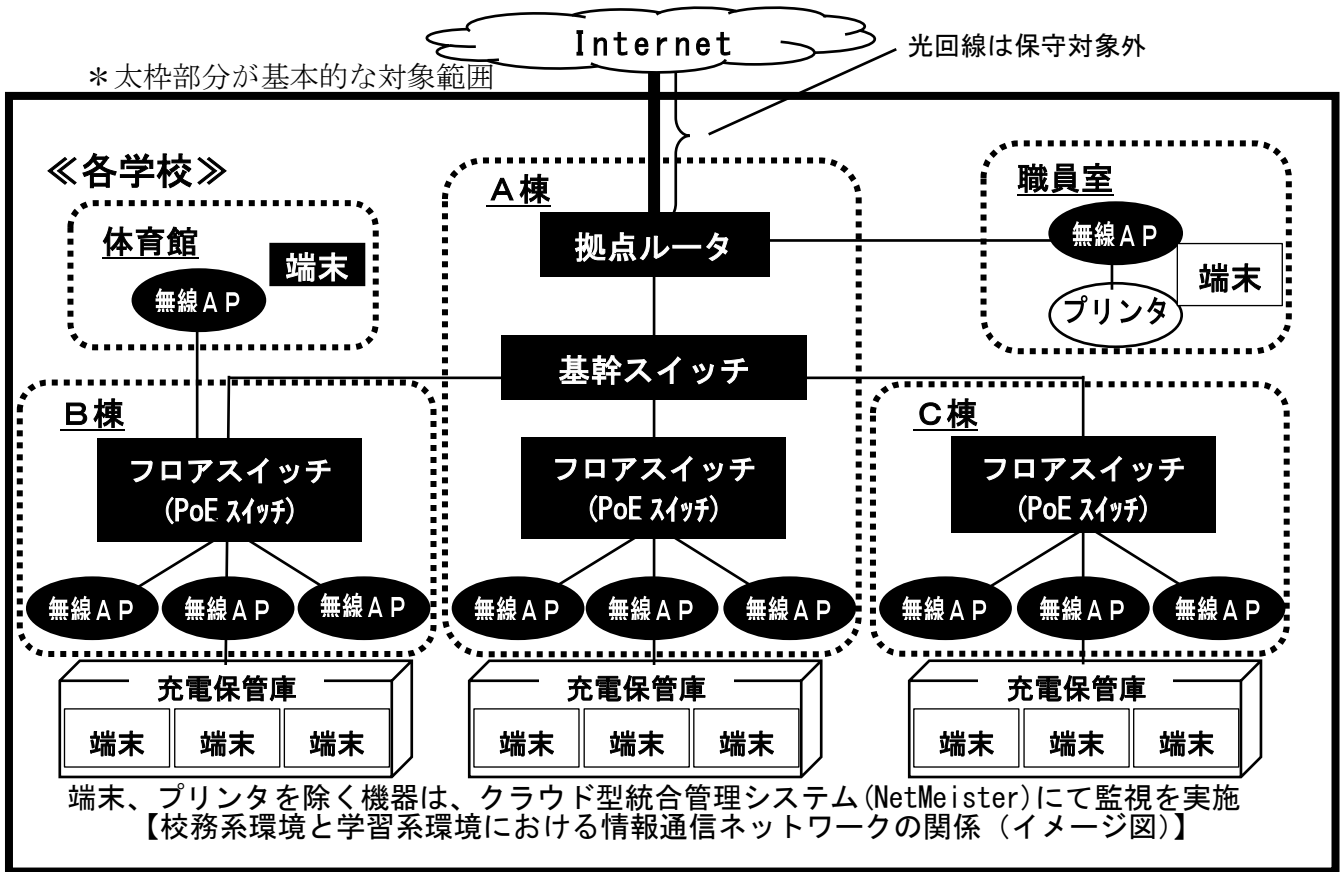 Internet
光回線は保守対象外
＊太枠部分が基本的な対象範囲
≪各学校≫
体育館
端末
無線ＡＰ
Ａ棟
拠点ルータ
職員室
無線ＡＰ
端末
プリンタ
基幹スイッチ
Ｂ棟
フロアスイッチ
(PoE ｽｲｯﾁ)
無線ＡＰ 無線ＡＰ 無線ＡＰ
フロアスイッチ
(PoE ｽｲｯﾁ)
無線ＡＰ 無線ＡＰ 無線ＡＰ
Ｃ棟
フロアスイッチ
(PoE ｽｲｯﾁ)
無線ＡＰ 無線ＡＰ 無線ＡＰ
充電保管庫
端末 端末 端末
充電保管庫
端末 端末 端末
充電保管庫
端末 端末 端末
端末、プリンタを除く機器は、クラウド型統合管理システム(NetMeister)にて監視を実施
【校務系環境と学習系環境における情報通信ネットワークの関係（イメージ図）】